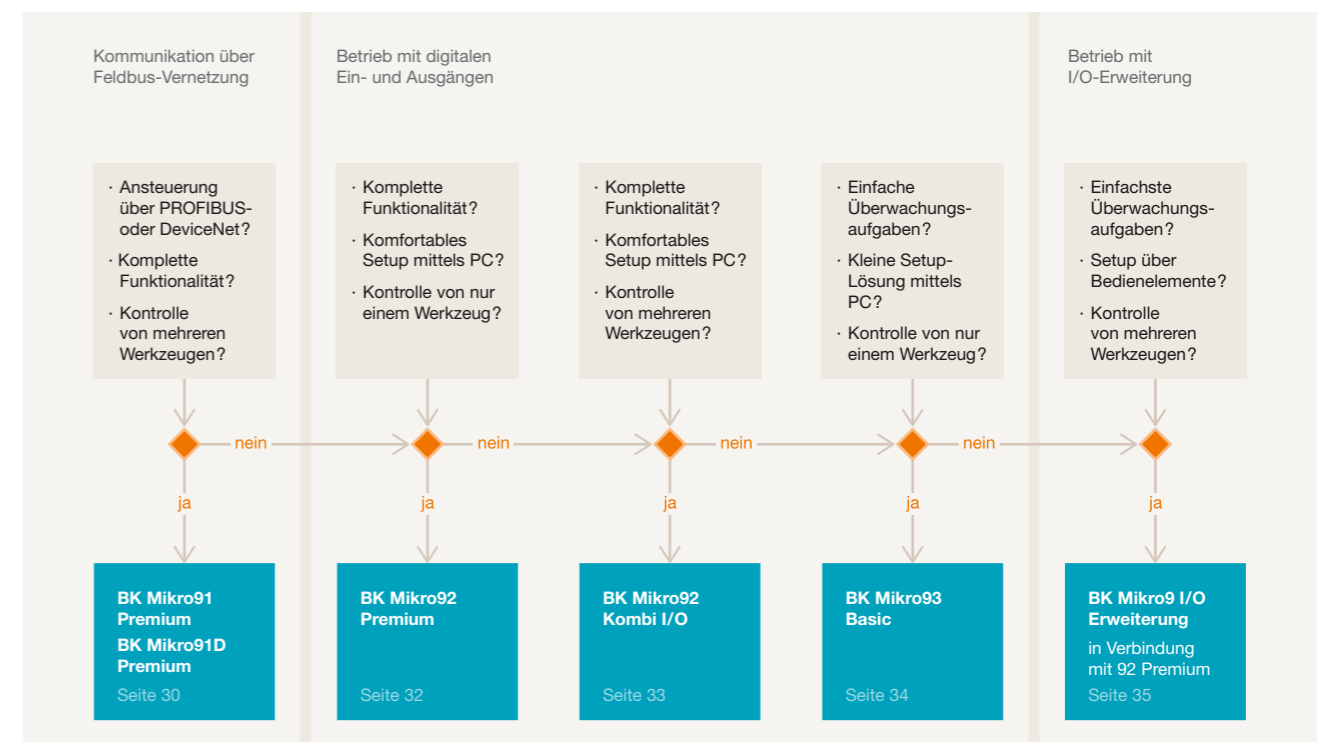 Kommunikation über
Feldbus-Vernetzung
Betrieb mit digitalen
Ein- und Ausgängen
Betrieb mit
I/O-Erweiterung
· Ansteuerung
über PROFIBUS-
oder DeviceNet?
· Komplette
Funktionalität?
· Kontrolle
von mehreren
Werkzeugen?
· Komplette
Funktionalität?
· Komfortables
Setup mittels PC?
· Kontrolle von nur
einem Werkzeug?
· Komplette
Funktionalität?
· Komfortables
Setup mittels PC?
· Kontrolle
von mehreren
Werkzeugen?
· Einfache
Überwachungs-
aufgaben?
· Kleine Setup-
Lösung mittels
PC?
· Kontrolle von nur
einem Werkzeug?
· Einfachste
Überwachungs-
aufgaben?
· Setup über
Bedienelemente?
· Kontrolle
von mehreren
Werkzeugen?
nein
nein
nein
nein
ja
ja
ja
ja
ja
BK Mikro91
Premium
BK Mikro91D
Premium
Seite 30
BK Mikro92
Premium
Seite 32
BK Mikro92
Kombi I/O
Seite 33
BK Mikro93
Basic
Seite 34
BK Mikro9 I/O
Erweiterung
in Verbindung
mit 92 Premium
Seite 35